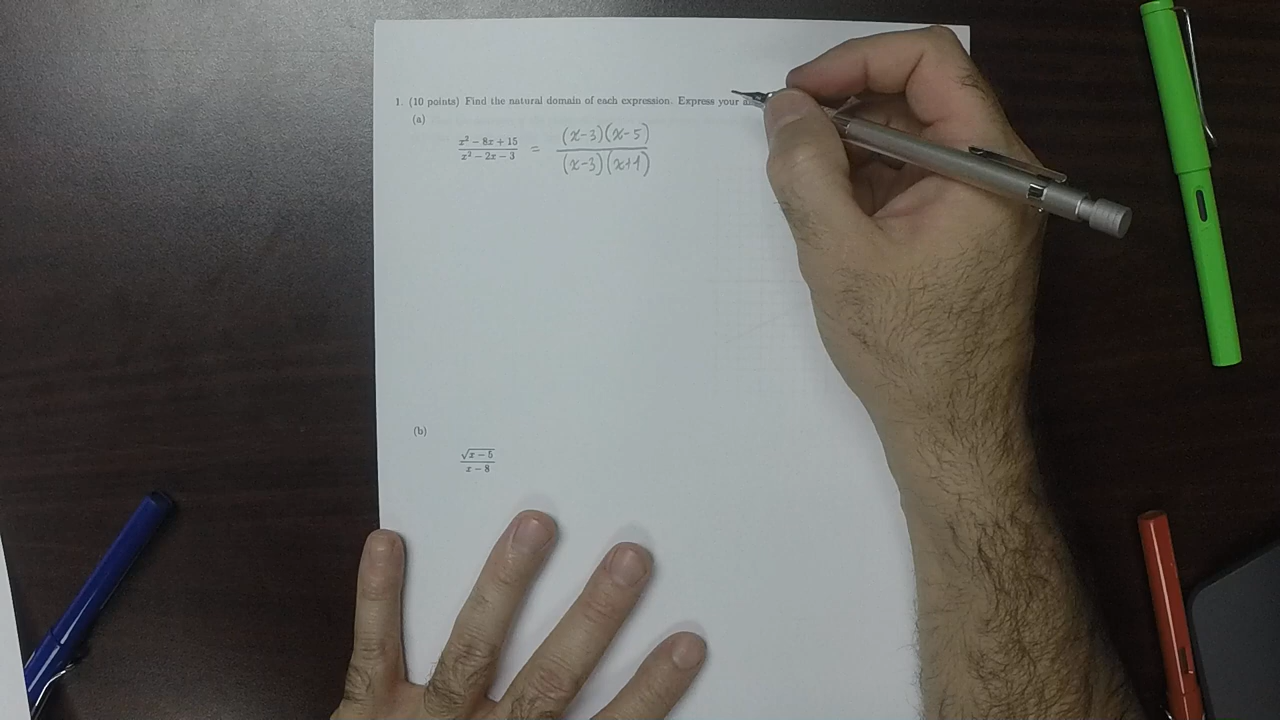 1. (10 points) Find the natural domain of each expression. Express your
(a)
x² − 8x + 15 / x² − 2x − 3 = (x-3)(x-5) / (x-3)(x+1)
(b)
√x − 5 / x − 8